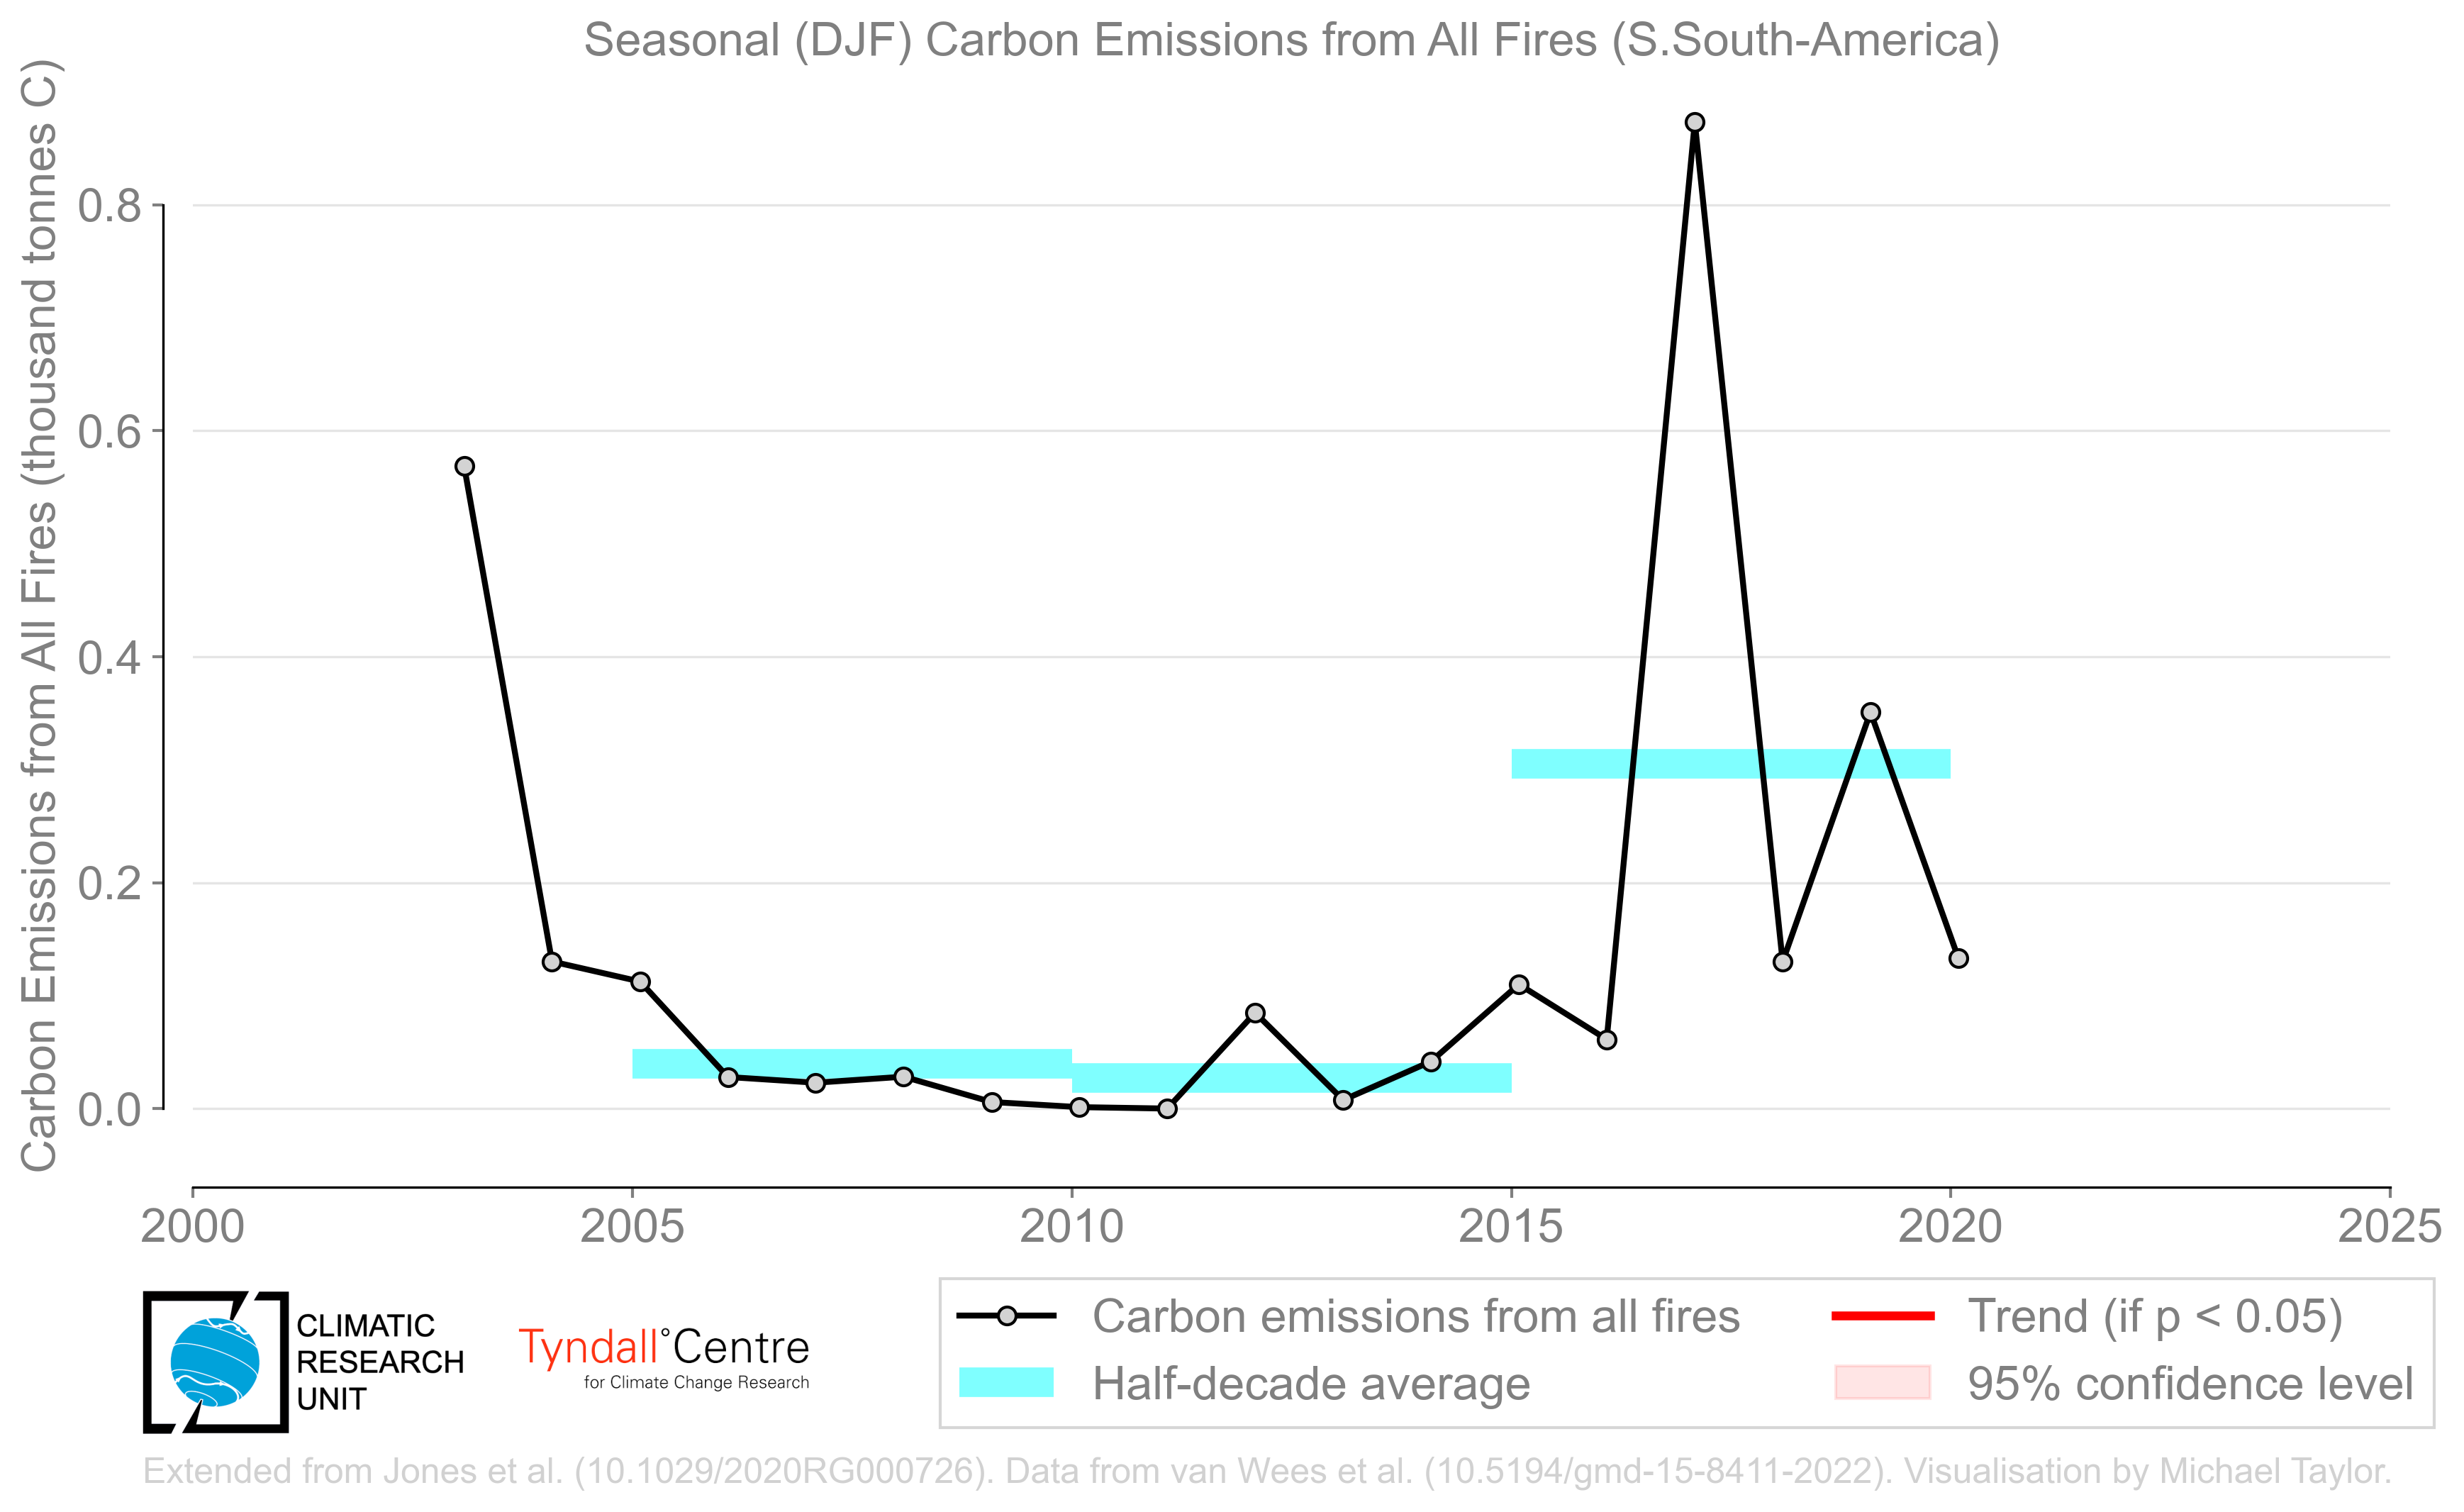 Seasonal (DJF) Carbon Emissions from All Fires (S.South-America)
Carbon Emissions from All Fires (thousand tonnes C)
0.8
0.6
0.4
0.2
0.0
2000
2005
2010
2015
2020
2025
CLIMATIC
RESEARCH
UNIT
Tyndall°Centre
for Climate Change Research
Carbon emissions from all fires
Half-decade average
Trend (if p < 0.05)
95% confidence level
Extended from Jones et al. (10.1029/2020RG000726). Data from van Wees et al. (10.5194/gmd-15-8411-2022). Visualisation by Michael Taylor.